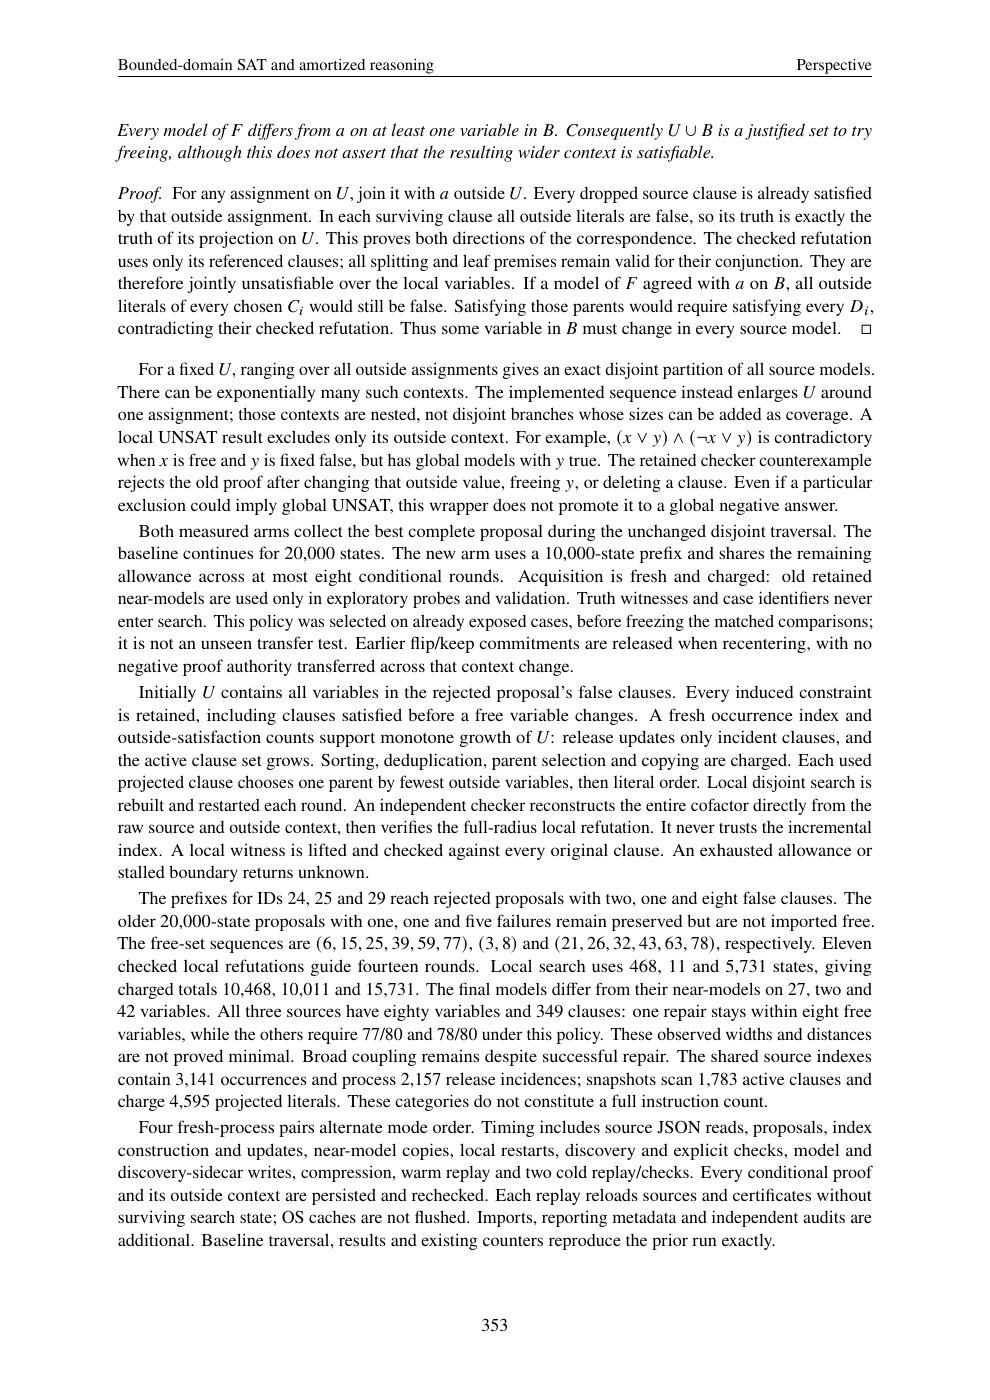 Bounded-domain SAT and amortized reasoning Perspective
Every model of F differs from a on at least one variable in B. Consequently U ∪ B is a justified set to try
freeing, although this does not assert that the resulting wider context is satisfiable.
Proof. For any assignment on U, join it with a outside U. Every dropped source clause is already satisfied
by that outside assignment. In each surviving clause all outside literals are false, so its truth is exactly the
truth of its projection on U. This proves both directions of the correspondence. The checked refutation
uses only its referenced clauses; all splitting and leaf premises remain valid for their conjunction. They are
therefore jointly unsatisfiable over the local variables. If a model of F agreed with a on B, all outside
literals of every chosen Cᵢ would still be false. Satisfying those parents would require satisfying every Dᵢ,
contradicting their checked refutation. Thus some variable in B must change in every source model. □
For a fixed U, ranging over all outside assignments gives an exact disjoint partition of all source models.
There can be exponentially many such contexts. The implemented sequence instead enlarges U around
one assignment; those contexts are nested, not disjoint branches whose sizes can be added as coverage. A
local UNSAT result excludes only its outside context. For example, (x ∨ y) ∧ (¬x ∨ y) is contradictory
when x is free and y is fixed false, but has global models with y true. The retained checker counterexample
rejects the old proof after changing that outside value, freeing y, or deleting a clause. Even if a particular
exclusion could imply global UNSAT, this wrapper does not promote it to a global negative answer.
Both measured arms collect the best complete proposal during the unchanged disjoint traversal. The
baseline continues for 20,000 states. The new arm uses a 10,000-state prefix and shares the remaining
allowance across at most eight conditional rounds. Acquisition is fresh and charged: old retained
near-models are used only in exploratory probes and validation. Truth witnesses and case identifiers never
enter search. This policy was selected on already exposed cases, before freezing the matched comparisons;
it is not an unseen transfer test. Earlier flip/keep commitments are released when recentering, with no
negative proof authority transferred across that context change.
Initially U contains all variables in the rejected proposal’s false clauses. Every induced constraint
is retained, including clauses satisfied before a free variable changes. A fresh occurrence index and
outside-satisfaction counts support monotone growth of U: release updates only incident clauses, and
the active clause set grows. Sorting, deduplication, parent selection and copying are charged. Each used
projected clause chooses one parent by fewest outside variables, then literal order. Local disjoint search is
rebuilt and restarted each round. An independent checker reconstructs the entire cofactor directly from the
raw source and outside context, then verifies the full-radius local refutation. It never trusts the incremental
index. A local witness is lifted and checked against every original clause. An exhausted allowance or
stalled boundary returns unknown.
The prefixes for IDs 24, 25 and 29 reach rejected proposals with two, one and eight false clauses. The
older 20,000-state proposals with one, one and five failures remain preserved but are not imported free.
The free-set sequences are (6, 15, 25, 39, 59, 77), (3, 8) and (21, 26, 32, 43, 63, 78), respectively. Eleven
checked local refutations guide fourteen rounds. Local search uses 468, 11 and 5,731 states, giving
charged totals 10,468, 10,011 and 15,731. The final models differ from their near-models on 27, two and
42 variables. All three sources have eighty variables and 349 clauses: one repair stays within eight free
variables, while the others require 77/80 and 78/80 under this policy. These observed widths and distances
are not proved minimal. Broad coupling remains despite successful repair. The shared source indexes
contain 3,141 occurrences and process 2,157 release incidences; snapshots scan 1,783 active clauses and
charge 4,595 projected literals. These categories do not constitute a full instruction count.
Four fresh-process pairs alternate mode order. Timing includes source JSON reads, proposals, index
construction and updates, near-model copies, local restarts, discovery and explicit checks, model and
discovery-sidecar writes, compression, warm replay and two cold replay/checks. Every conditional proof
and its outside context are persisted and rechecked. Each replay reloads sources and certificates without
surviving search state; OS caches are not flushed. Imports, reporting metadata and independent audits are
additional. Baseline traversal, results and existing counters reproduce the prior run exactly.
353